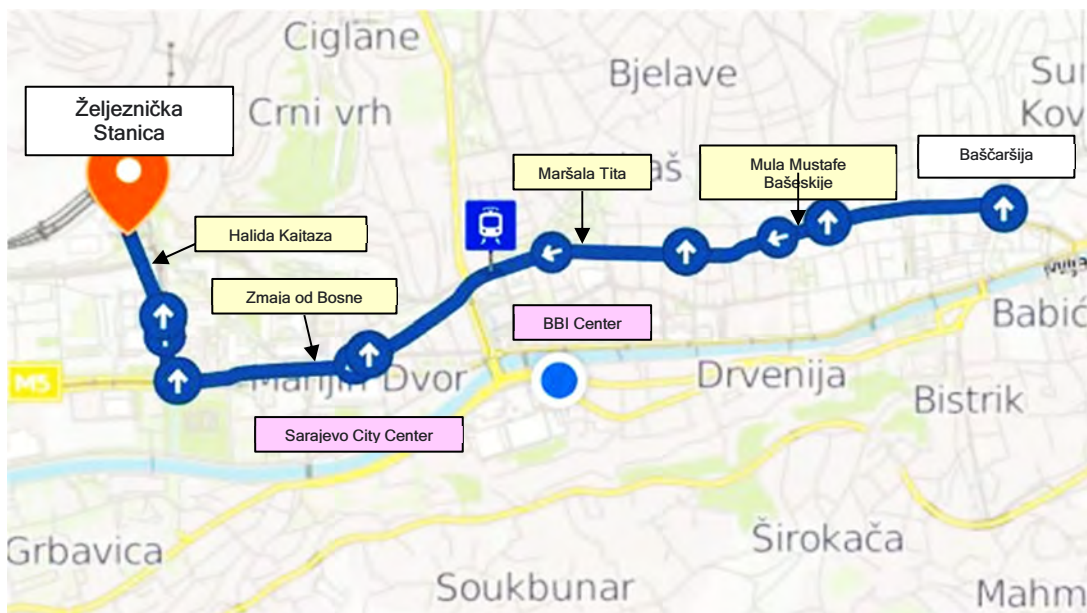 Ciglane
Bjelave
Crni vrh
Željeznička
Stanica
Maršala Tita
Mula Mustafe
Bašeskije
Baščaršija
Halida Kajtaza
Zmaja od Bosne
BBI Center
Babić
M5
Marijin Dvor
Drvenija
Bistrik
Sarajevo City Center
Širokača
Grbavica
Soukbunar